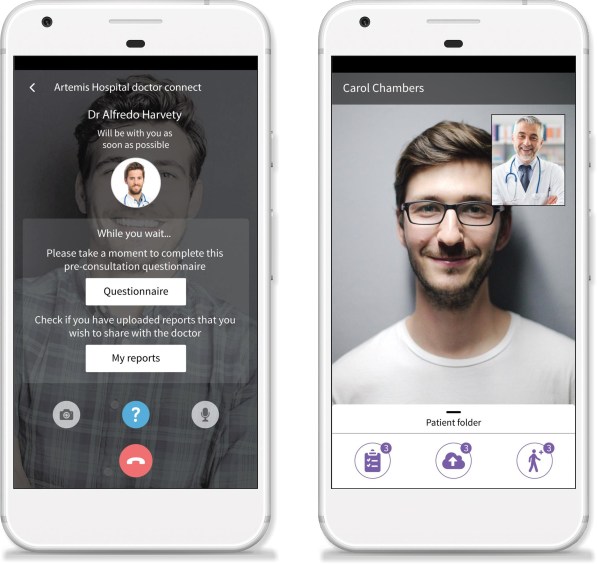 Artemis Hospital doctor connect
Dr Alfredo Harvety
Will be with you as
soon as possible
While you wait...
Please take a moment to complete this
pre-consultation questionnaire
Questionnaire
Check if you have uploaded reports that you
wish to share with the doctor
My reports
?
Carol Chambers
Patient folder
3
3
3